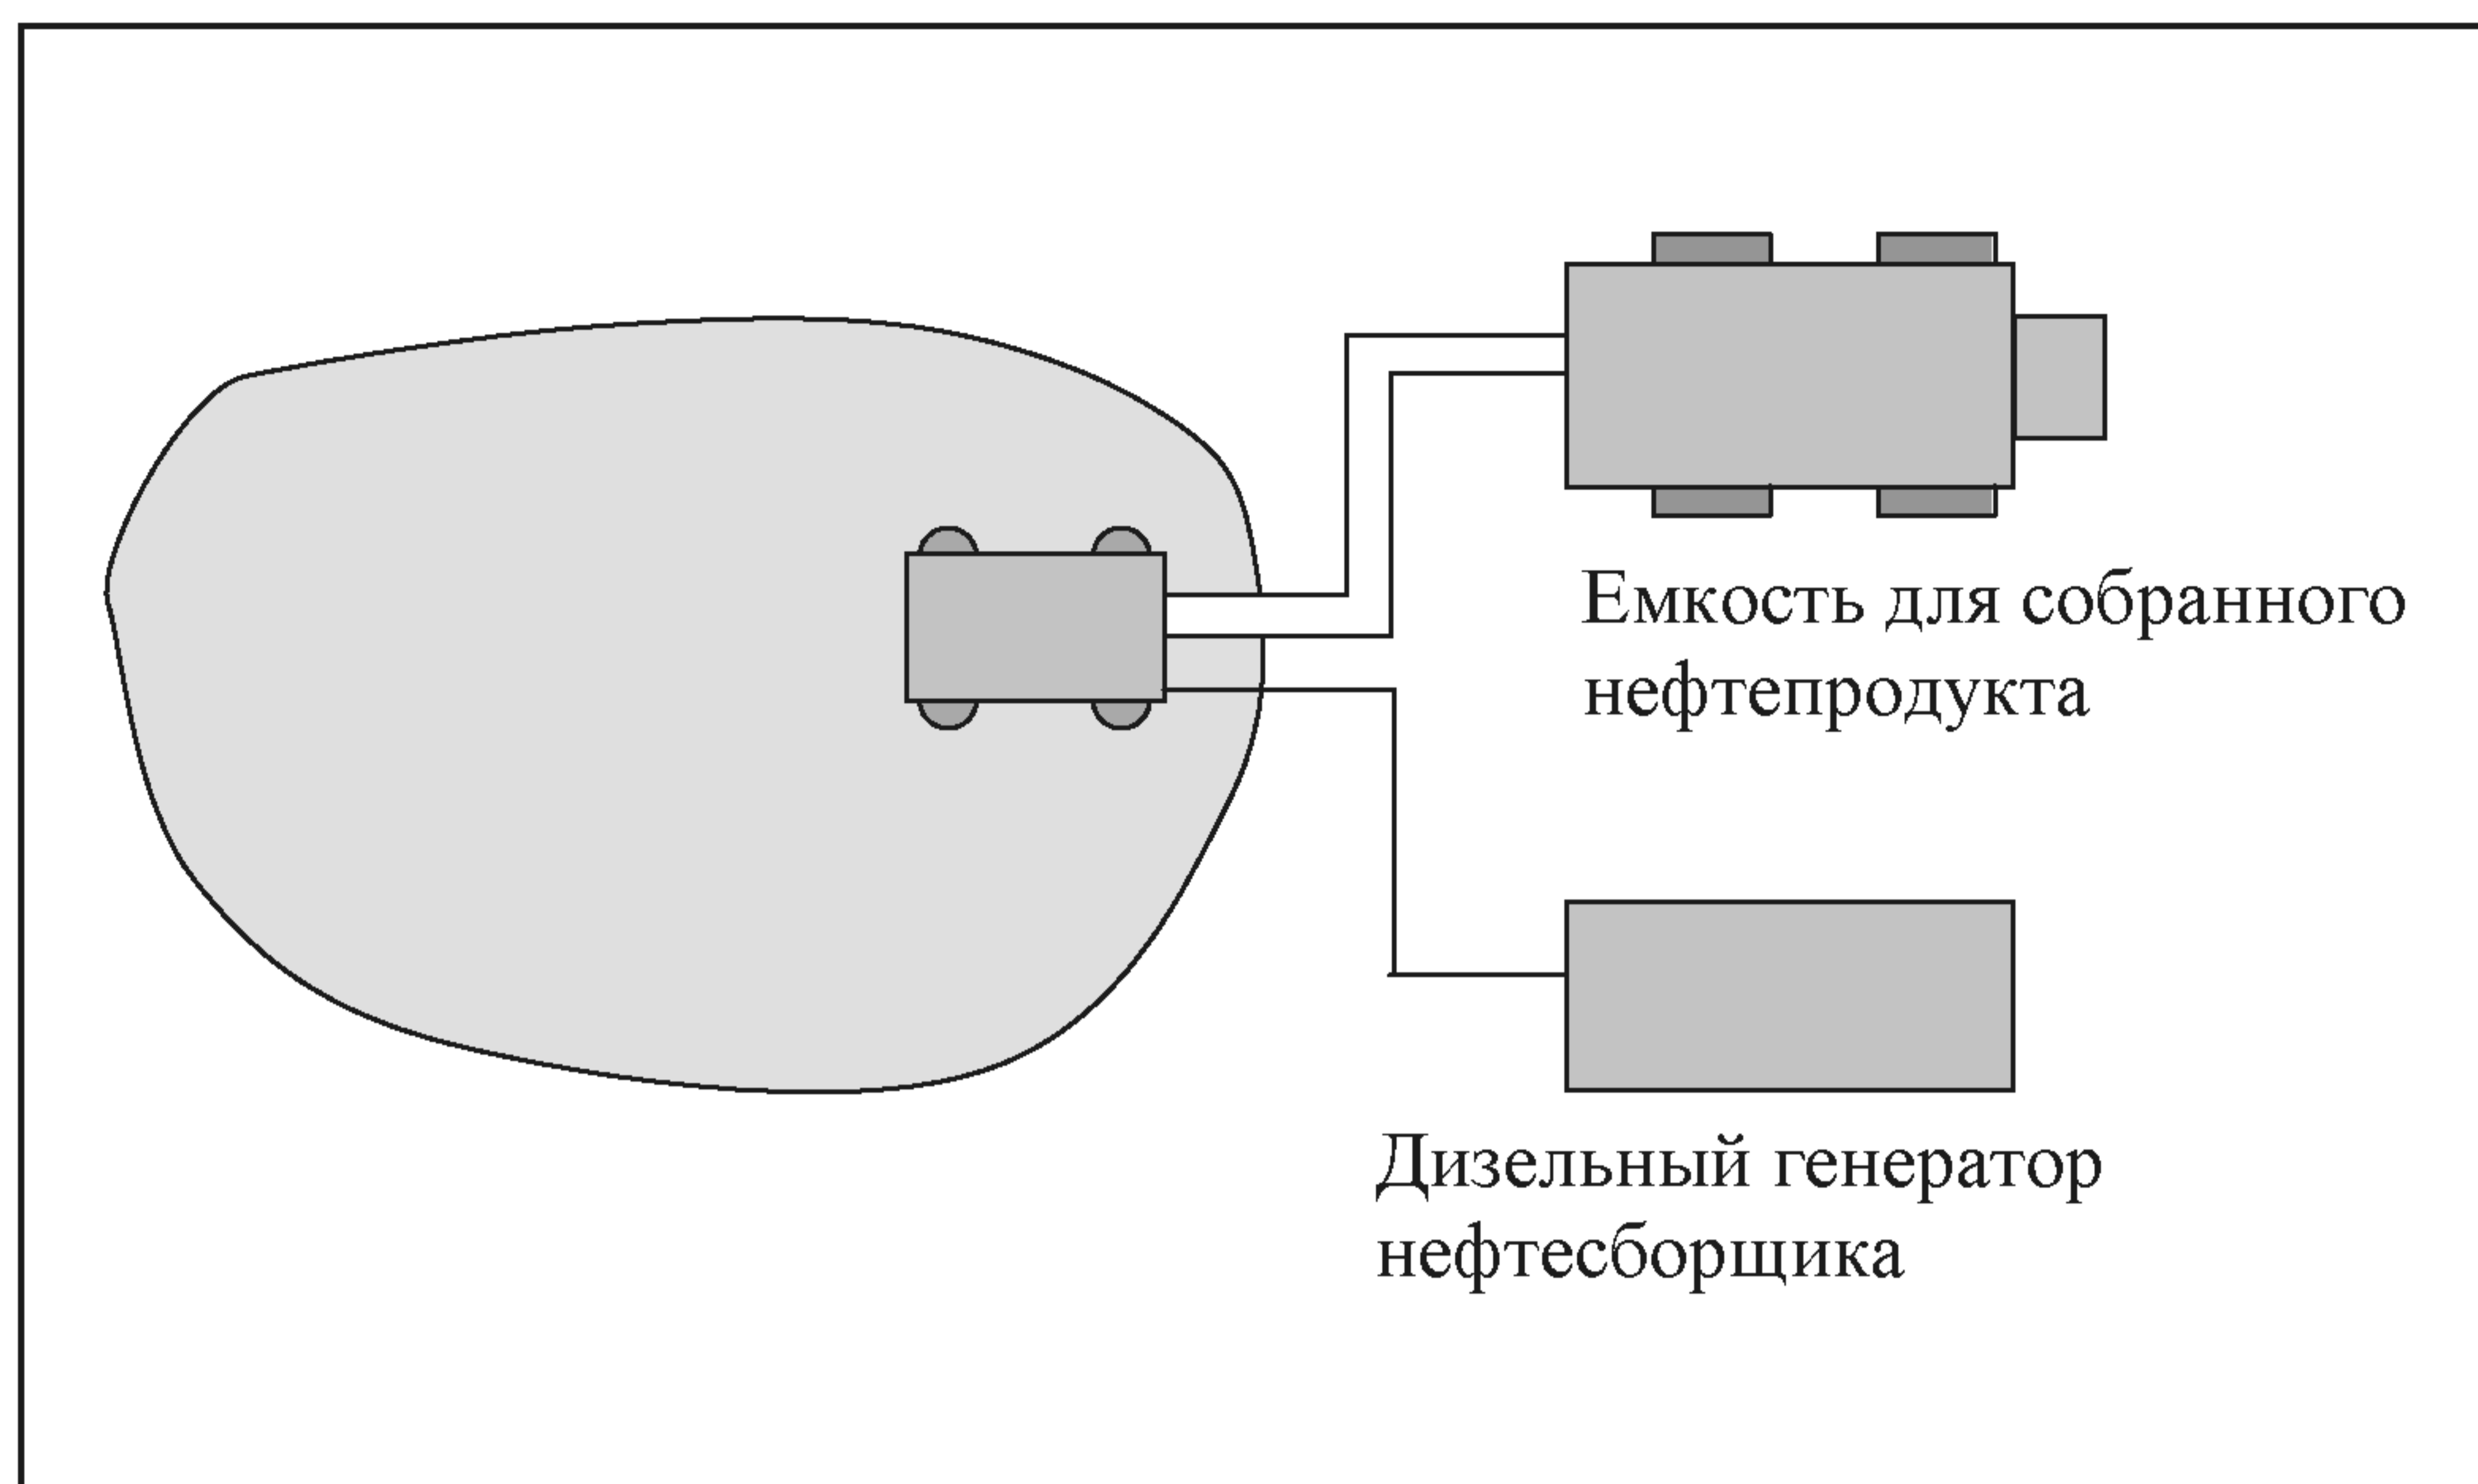 Емкость для собранного
нефтепродукта
Дизельный генератор
нефтесборщика